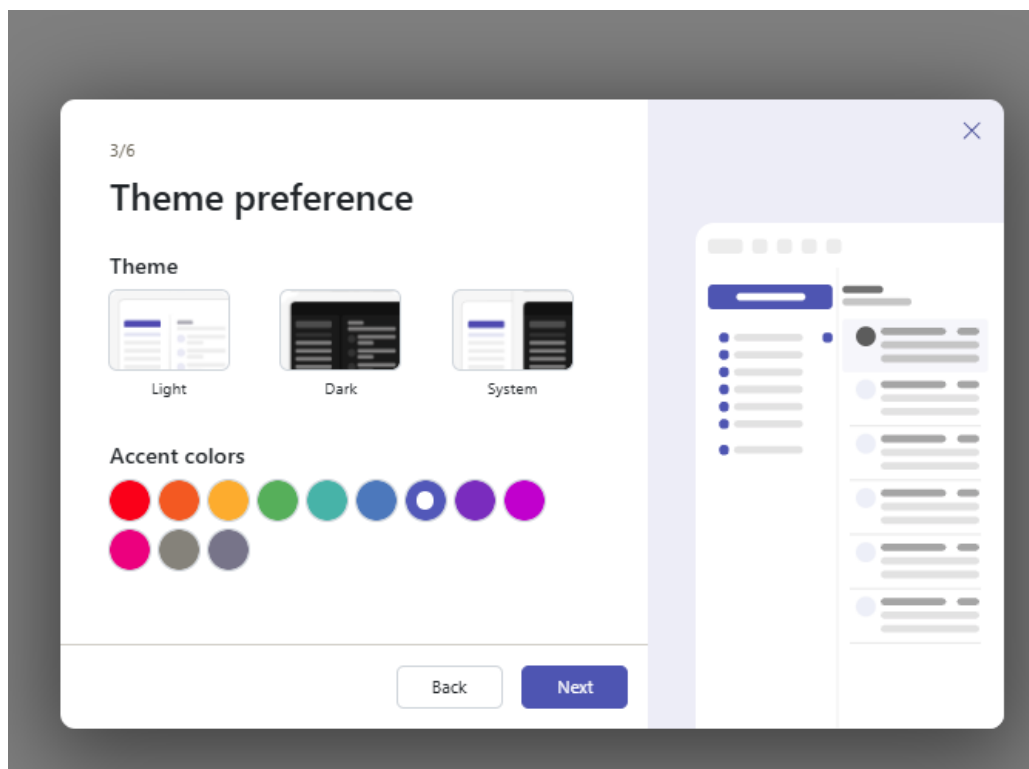 3/6
Theme preference
Theme
Light
Dark
System
Accent colors
Back
Next